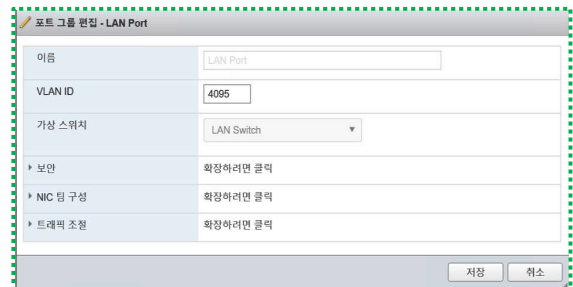 포트 그룹 편집 - LAN Port
이름 LAN Port
VLAN ID 4095
가상 스위치 LAN Switch
보안 확장하려면 클릭
NIC 팀 구성 확장하려면 클릭
트래픽 조절 확장하려면 클릭
저장 취소